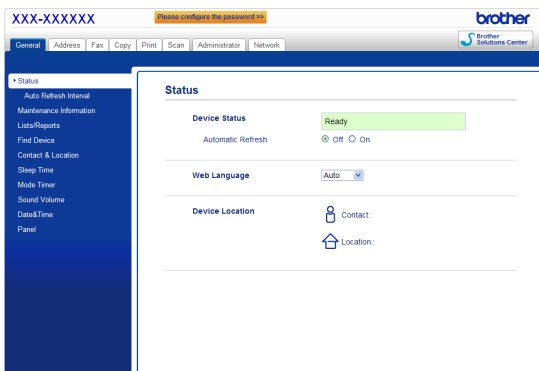 XXX-XXXXXX
Please configure the password >>
brother
General Address Fax Copy Print Scan Administrator Network
Brother
Solutions Center
Status
Auto Refresh Interval
Maintenance Information
Lists/Reports
Find Device
Contact & Location
Sleep Time
Mode Timer
Sound Volume
Date&Time
Panel
Status
Device Status Ready
Automatic Refresh Off On
Web Language Auto
Device Location Contact :
Location :